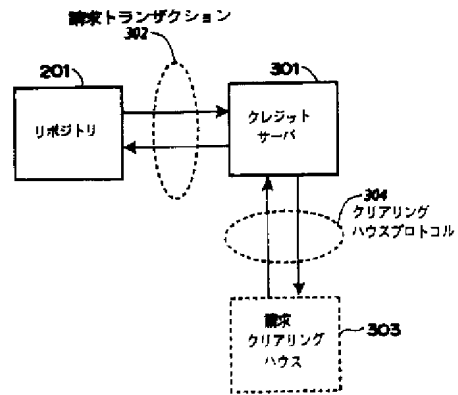 請求トランザクション
302
201
301
リポジトリ
クレジット
サーバ
304
クリアリング
ハウスプロトコル
請求
クリアリング
ハウス
303